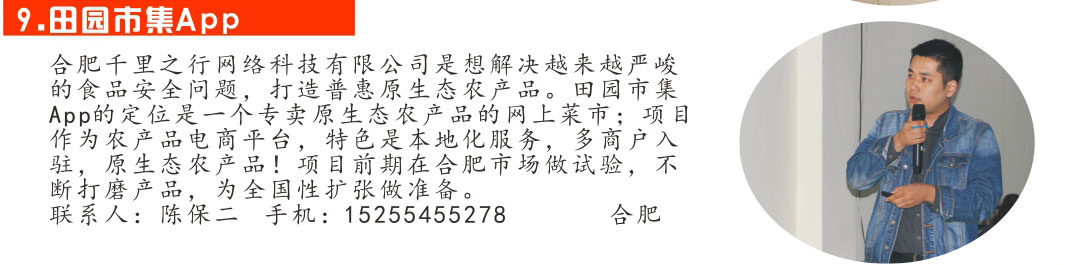 9.田园市集App
合肥千里之行网络科技有限公司是想解决越来越严峻
的食品安全问题，打造普惠原生态农产品。田园市集
App的定位是一个专卖原生态农产品的网上菜市；项目
作为农产品电商平台，特色是本地化服务，多商户入
驻，原生态农产品！项目前期在合肥市场做试验，不
断打磨产品，为全国性扩张做准备。
联系人：陈保二 手机：15255455278 合肥